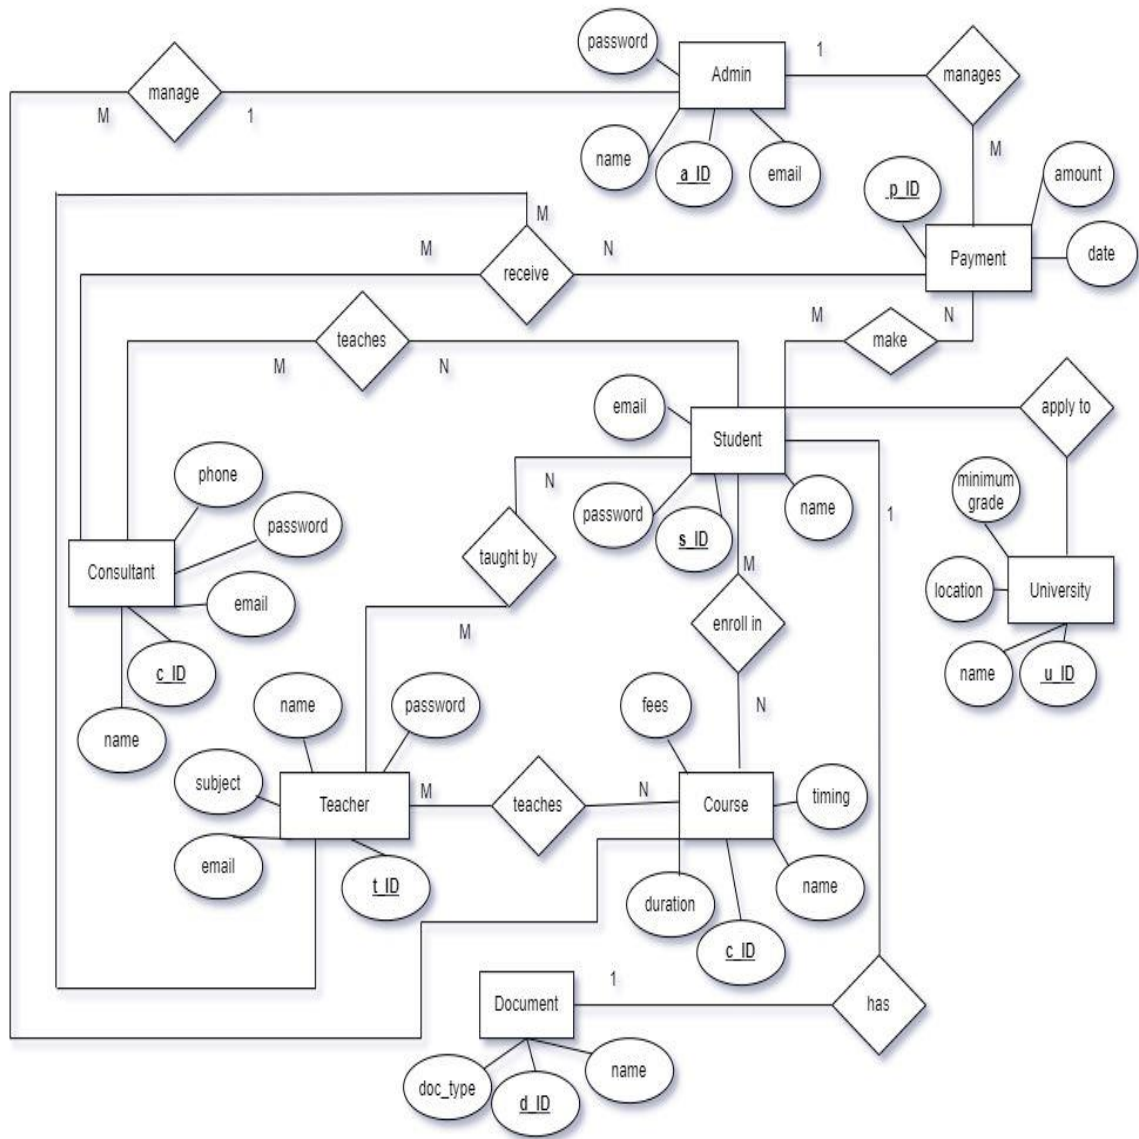 password
Admin
1
manages
manage
M
1
name
a_ID
email
M
p_ID
amount
M
Payment
date
M
receive
N
teaches
M
N
M
make
N
email
Student
apply to
password
s_ID
name
1
minimum
grade
phone
password
Consultant
email
c_ID
name
N
taught by
M
M
enroll in
N
location
University
name
u_ID
name
password
subject
Teacher
email
t_ID
M
teaches
N
fees
Course
timing
duration
c_ID
name
Document
1
has
doc_type
d_ID
name